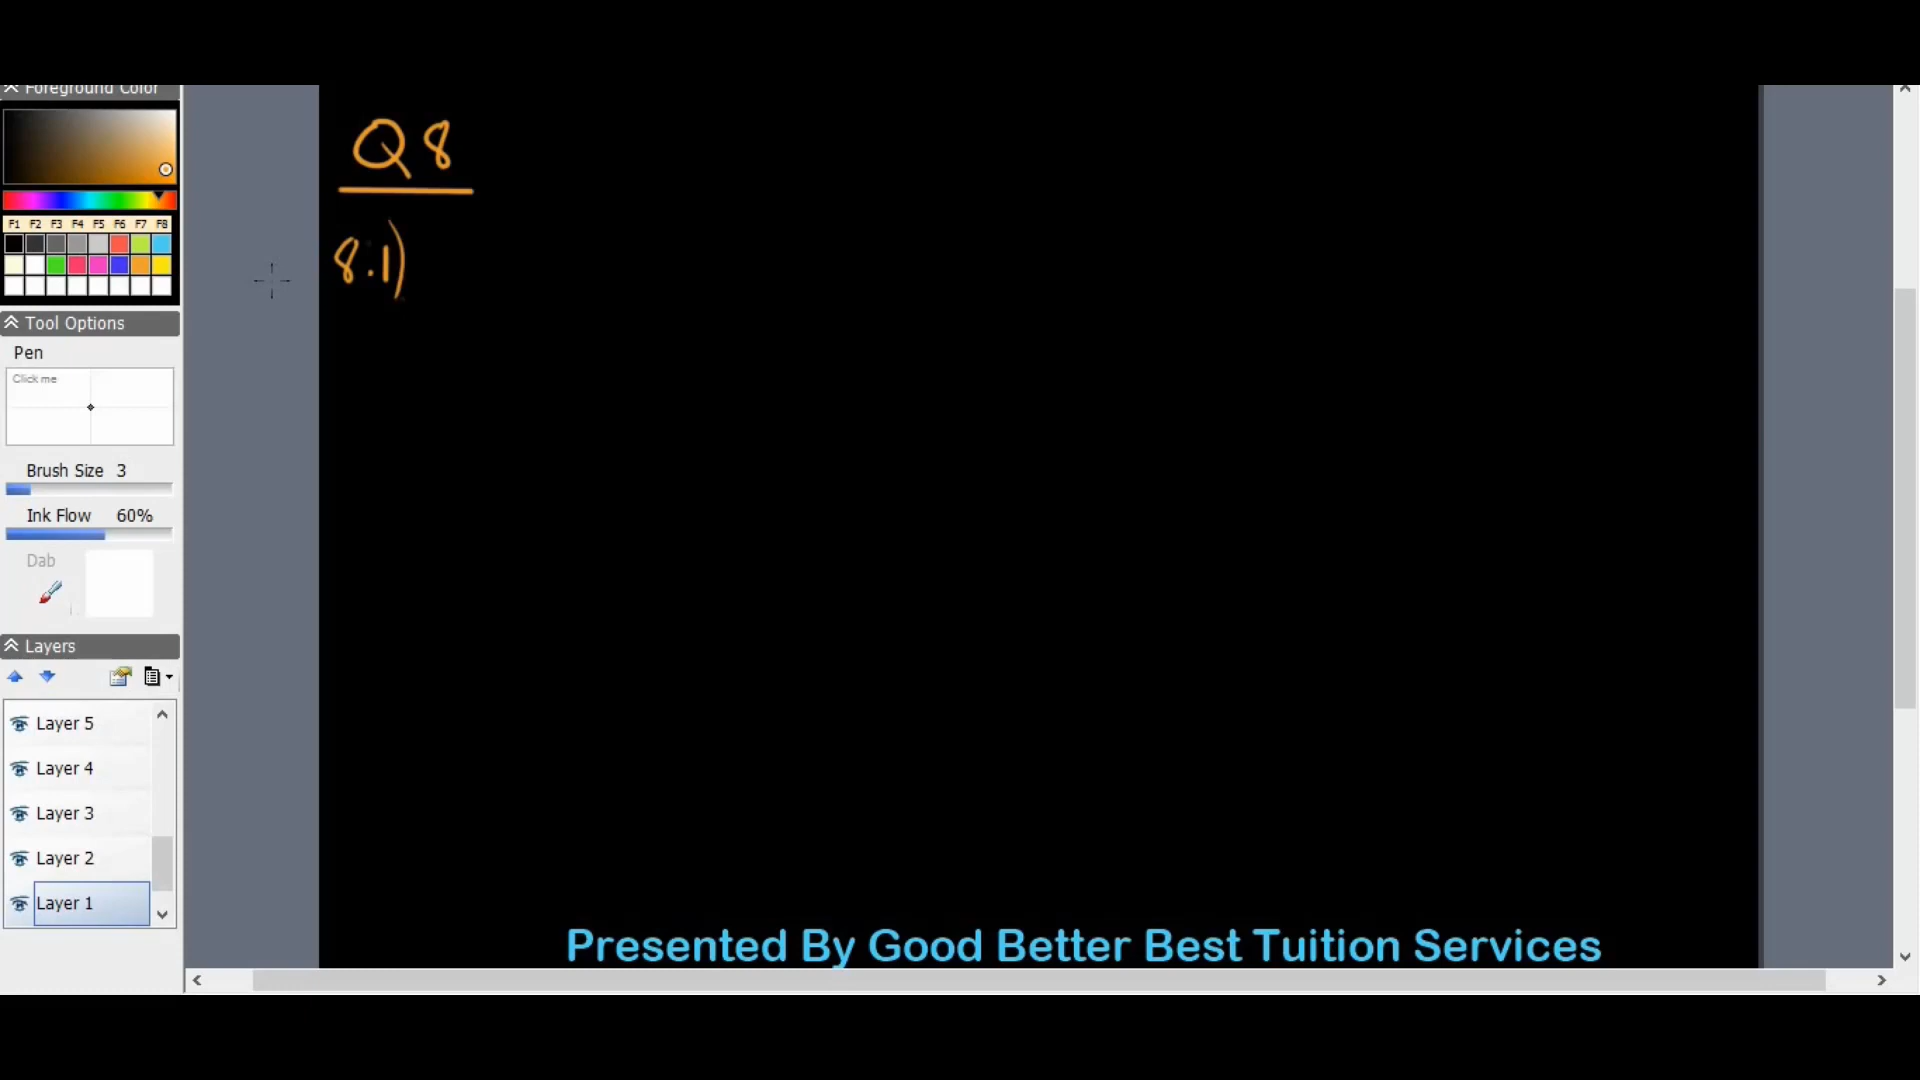 Foreground Color
F1 F2 F3 F4 F5 F6 F7 F8
Tool Options
Pen
Click me
Brush Size 3
Ink Flow 60%
Dab
Layers
Layer 5
Layer 4
Layer 3
Layer 2
Layer 1
Q8
8.1)
Presented By Good Better Best Tuition Services